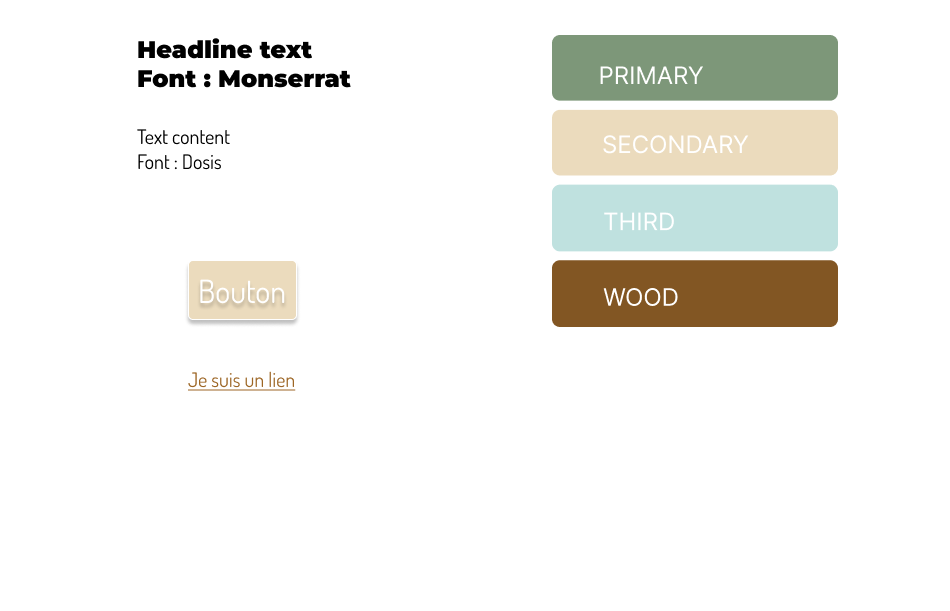 Headline text
Font : Monserrat
Text content
Font : Dosis
Bouton
Je suis un lien
PRIMARY
SECONDARY
THIRD
WOOD